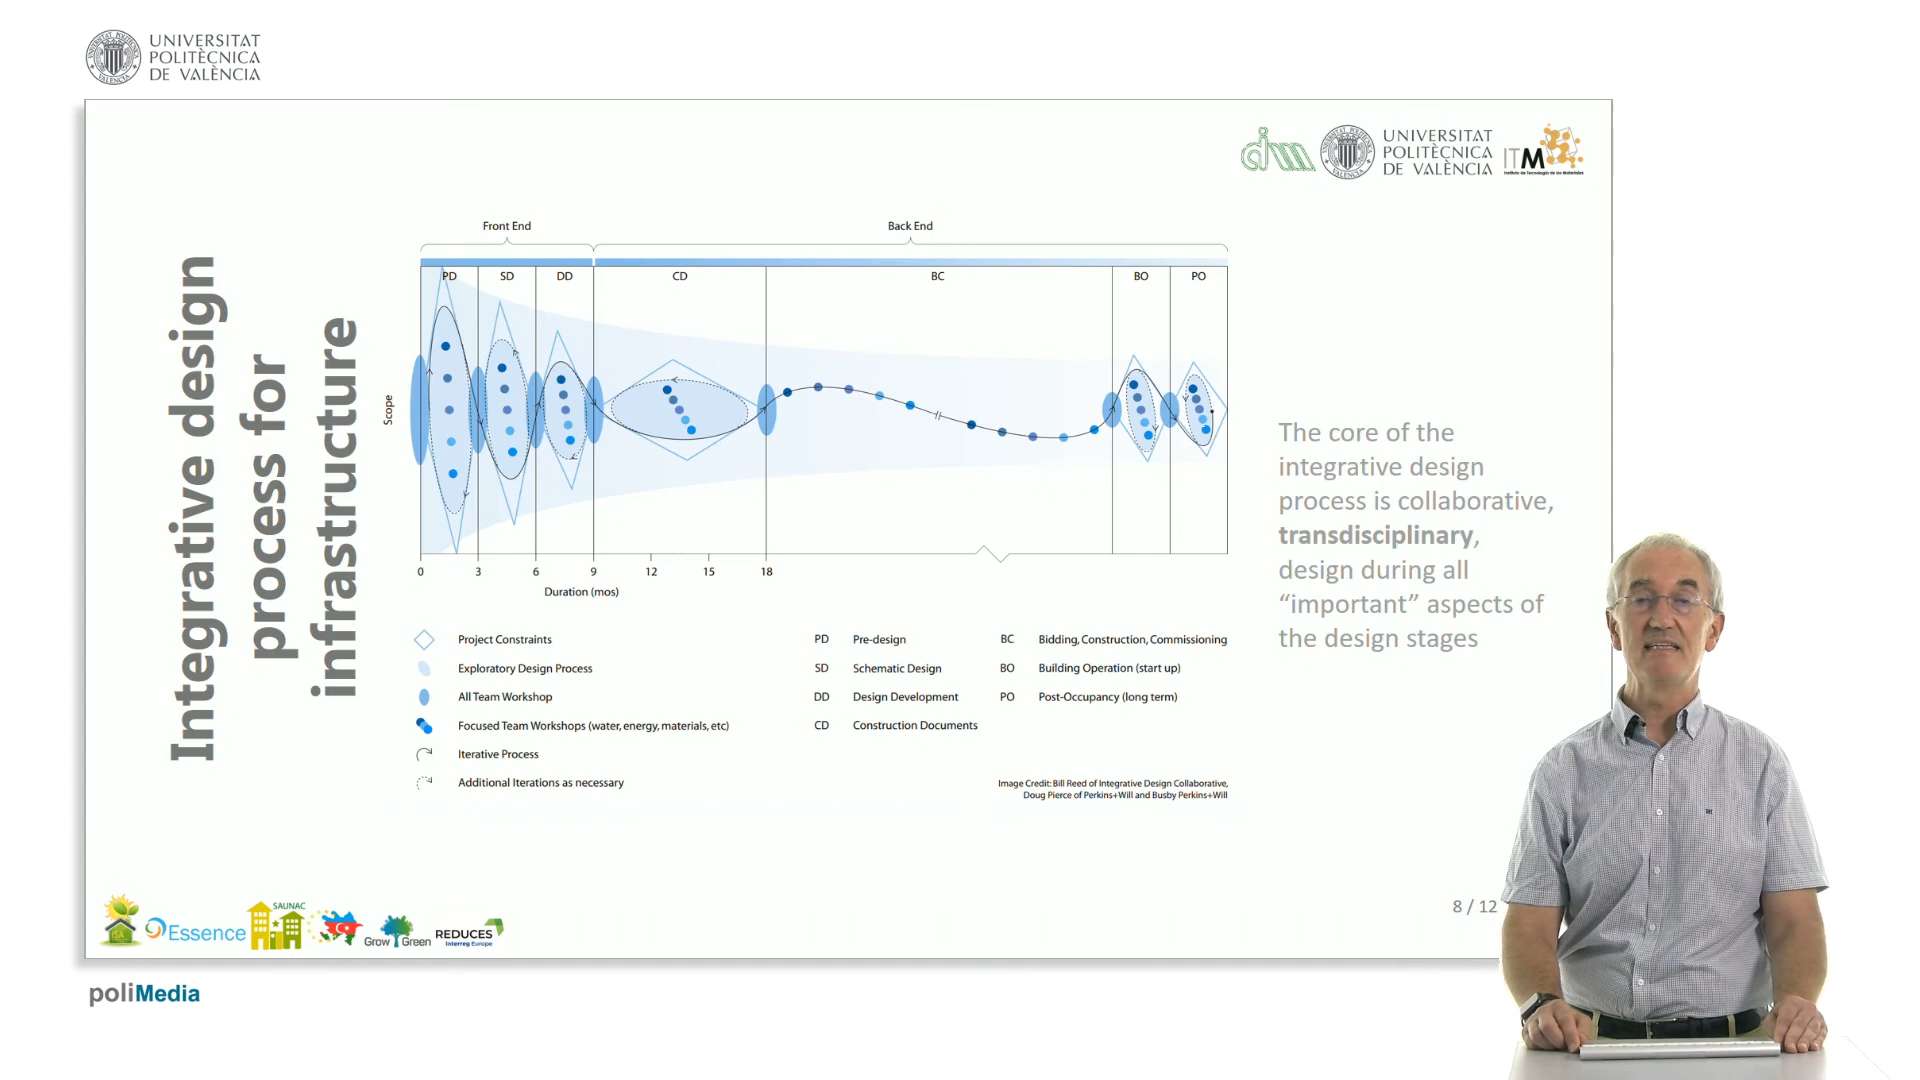 UNIVERSITAT
POLITÈCNICA
DE VALÈNCIA
UNIVERSITAT
POLITÈCNICA
DE VALÈNCIA
ITM
Instituto de Tecnología de los Materiales
Integrative design
process for
infrastructure
Front End
Back End
PD
SD
DD
CD
BC
BO
PO
Scope
0
3
6
9
12
15
18
Duration (mos)
Project Constraints
Exploratory Design Process
All Team Workshop
Focused Team Workshops (water, energy, materials, etc)
Iterative Process
Additional Iterations as necessary
PD Pre-design
SD Schematic Design
DD Design Development
CD Construction Documents
BC Bidding, Construction, Commissioning
BO Building Operation (start up)
PO Post-Occupancy (long term)
Image Credit: Bill Reed of Integrative Design Collaborative,
Doug Pierce of Perkins+Will and Busby Perkins+Will
The core of the
integrative design
process is collaborative,
transdisciplinary,
design during all
“important” aspects of
the design stages
8 / 12
Essence
SAUNAC
Grow Green
REDUCES
Interreg Europe
poliMedia